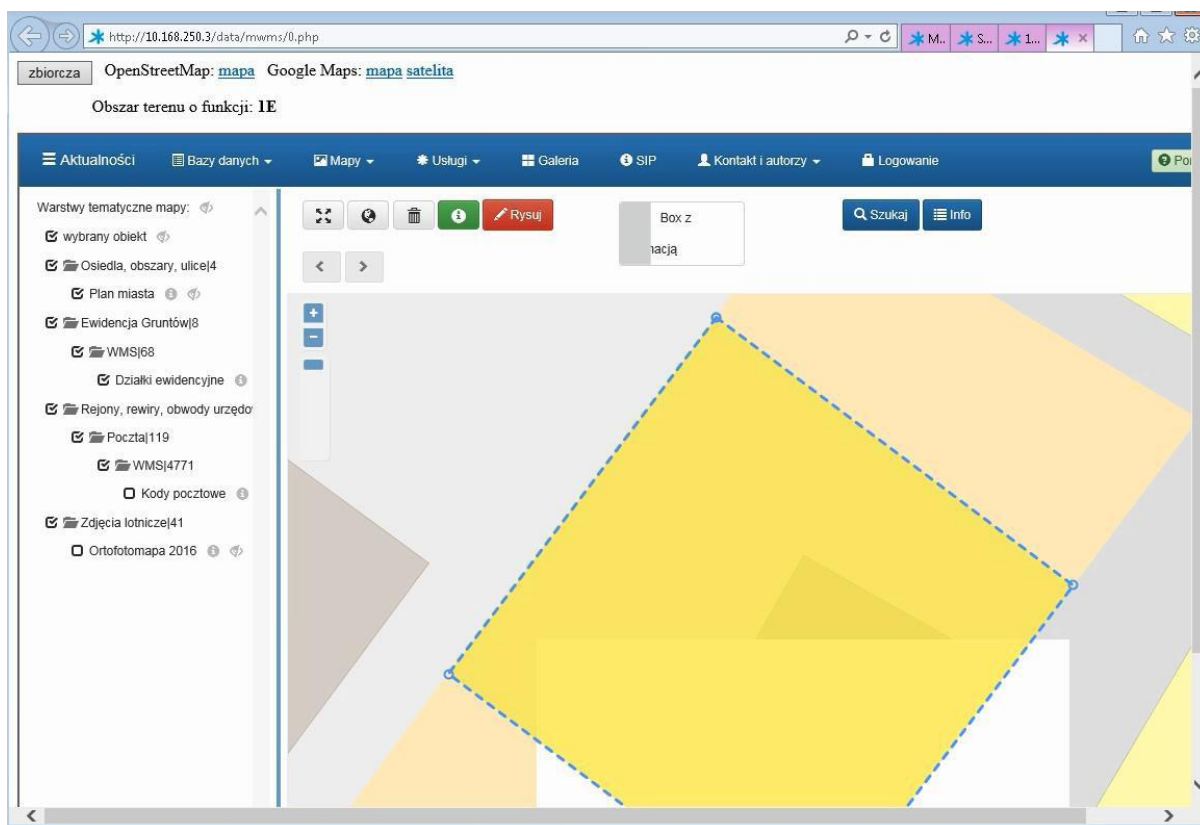 http://10.168.250.3/data/mwms/0.php
M.. S... 1...
zbiorcza OpenStreetMap: mapa Google Maps: mapa satelita
Obszar terenu o funkcji: 1E
Aktualności Bazy danych Mapy Usługi Galeria SIP Kontakt i autorzy Logowanie
Warstwy tematyczne mapy:
Rysuj
Box z
Szukaj Info
wybrany obiekt
macją
Osiedla, obszary, ulice|4
Plan miasta
Ewidencja Gruntów|8
WMS|68
Działki ewidencyjne
Rejony, rewiry, obwody urzędo
Poczta|119
WMS|4771
Kody pocztowe
Zdjęcia lotnicze|41
Ortofotomapa 2016